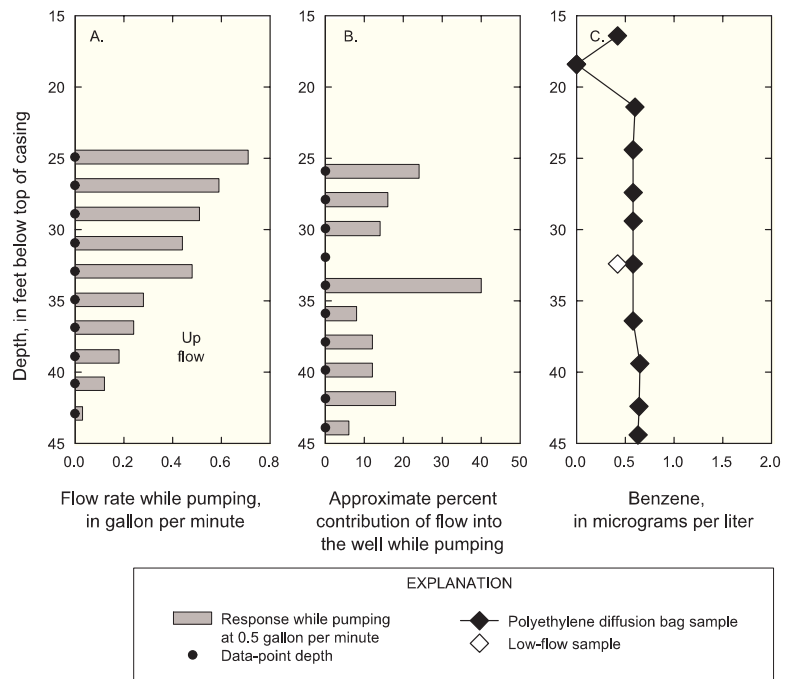 A.
15
20
25
30
35
40
45
Depth, in feet below top of casing
Up
flow
0.0 0.2 0.4 0.6 0.8
Flow rate while pumping,
in gallon per minute
B.
15
20
25
30
35
40
45
0 10 20 30 40 50
Approximate percent
contribution of flow into
the well while pumping
C.
15
20
25
30
35
40
45
0.0 0.5 1.0 1.5 2.0
Benzene,
in micrograms per liter
EXPLANATION
Response while pumping
at 0.5 gallon per minute
Data-point depth
Polyethylene diffusion bag sample
Low-flow sample